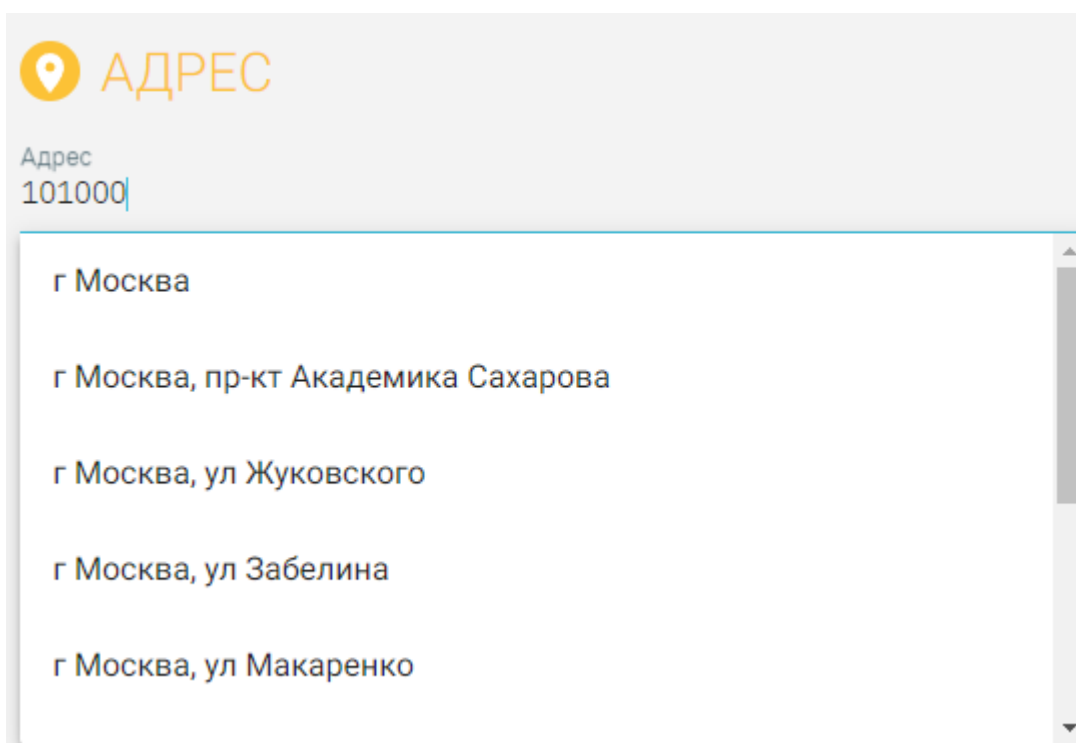 АДРЕС
Адрес
101000
г Москва
г Москва, пр-кт Академика Сахарова
г Москва, ул Жуковского
г Москва, ул Забелина
г Москва, ул Макаренко